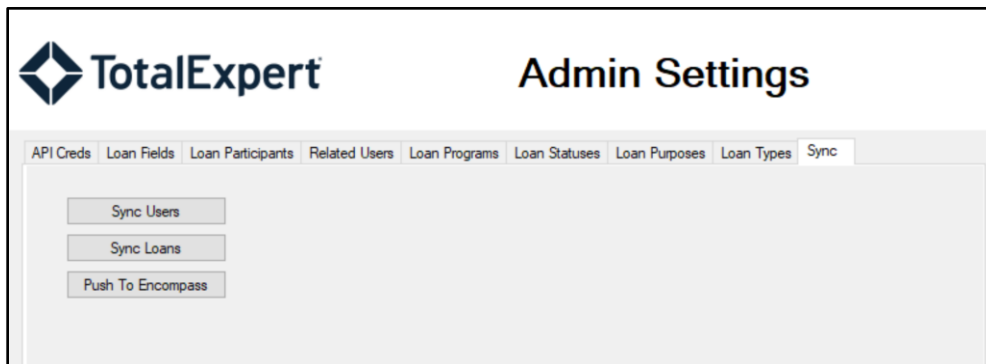 TotalExpert Admin Settings
API Creds Loan Fields Loan Participants Related Users Loan Programs Loan Statuses Loan Purposes Loan Types Sync
Sync Users
Sync Loans
Push To Encompass